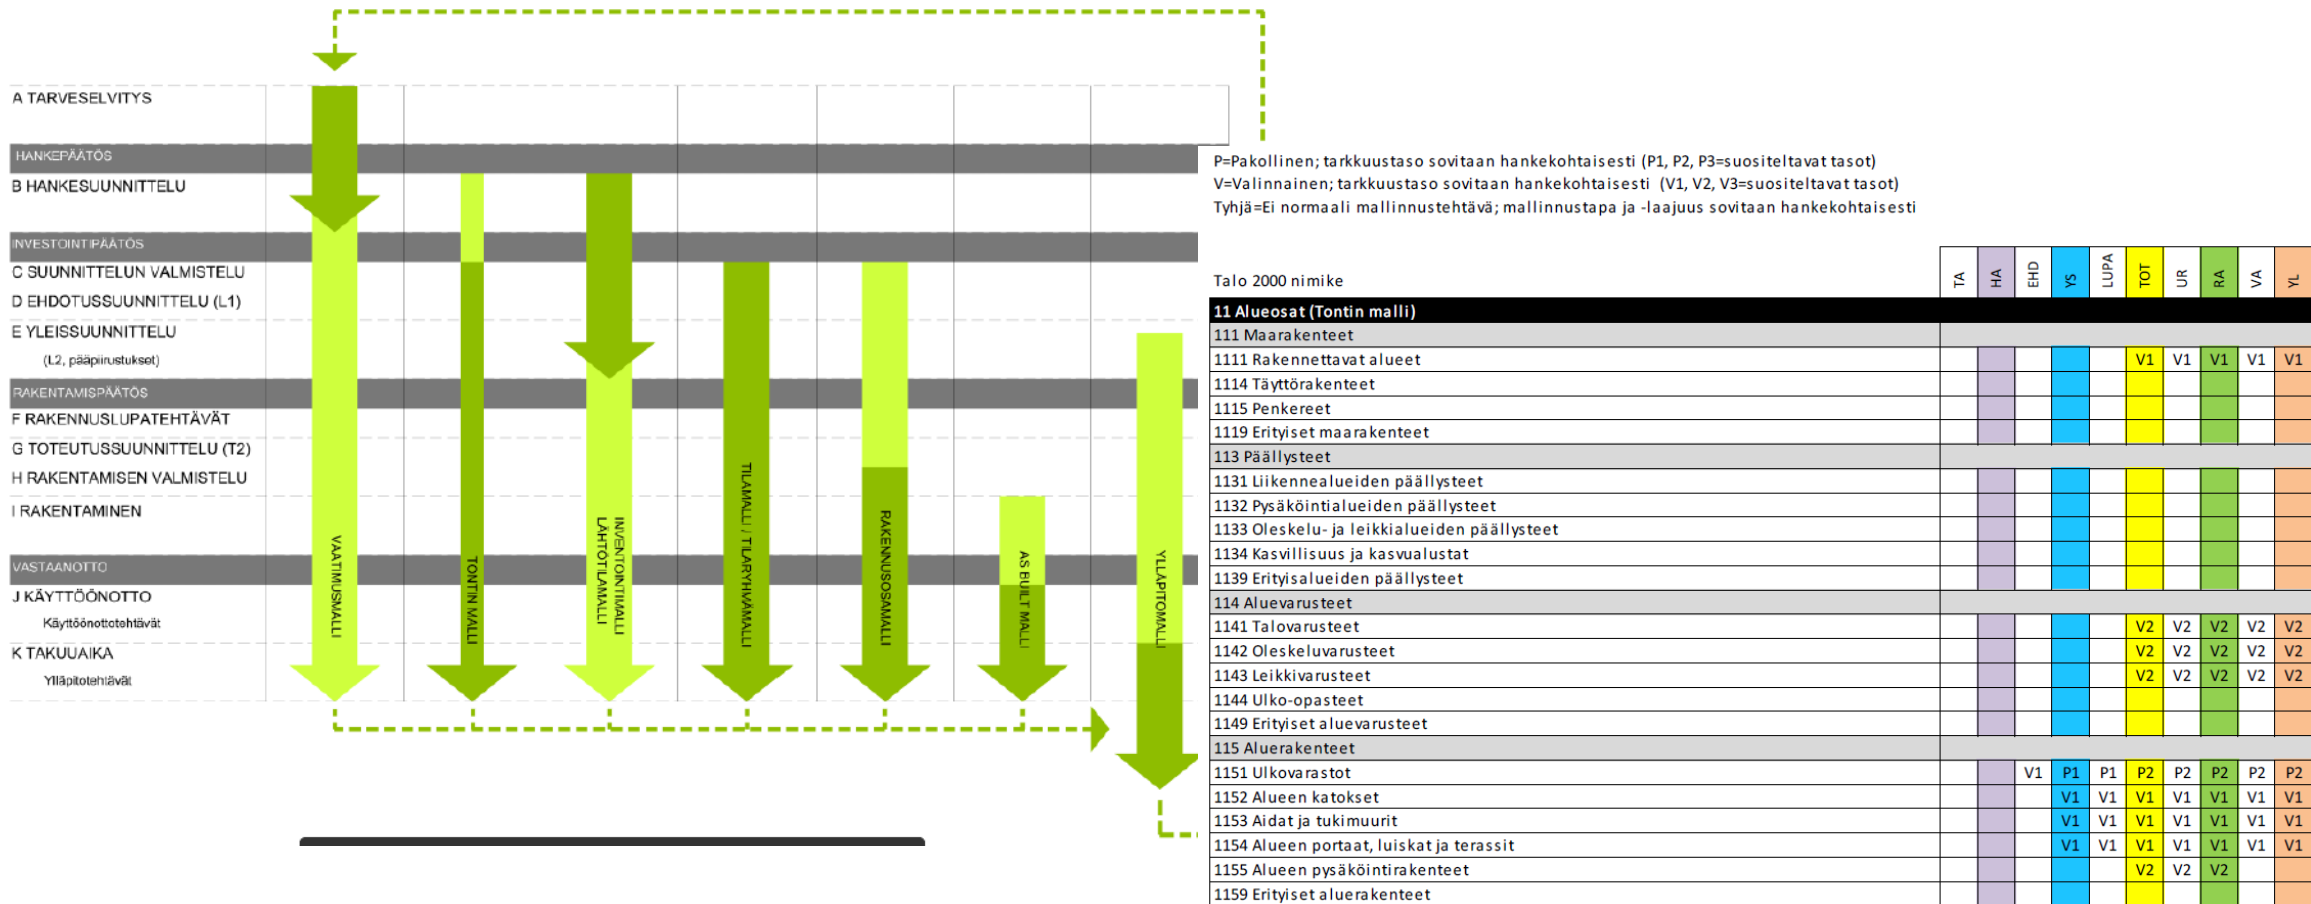 A TARVESELVITYS
HANKEPÄÄTÖS
B HANKESUUNNITTELU
INVESTOINTIPÄÄTÖS
C SUUNNITTELUN VALMISTELU
D EHDOTUSSUUNNITTELU (L1)
E YLEISSUUNNITTELU
(L2, pääpiirustukset)
RAKENTAMISPÄÄTÖS
F RAKENNUSLUPATEHTÄVÄT
G TOTEUTUSSUUNNITTELU (T2)
H RAKENTAMISEN VALMISTELU
I RAKENTAMINEN
VASTAANOTTO
J KÄYTTÖÖNOTTO
Käyttöönottotehtävät
K TAKUUAIKA
Ylläpitotehtävät
VAATIMUSMALLI
TONTIN MALLI
INVENTOINTIMALLI
LÄHTÖTILAMALLI
TILAMALLI / TILARYHMÄMALLI
RAKENNUSOSAMALLI
AS BUILT MALLI
YLLÄPITOMALLI
P=Pakollinen; tarkkuustaso sovitaan hankekohtaisesti (P1, P2, P3=suositeltavat tasot)
V=Valinnainen; tarkkuustaso sovitaan hankekohtaisesti (V1, V2, V3=suositeltavat tasot)
Tyhjä=Ei normaali mallinnustehtävä; mallinnustapa ja -laajuus sovitaan hankekohtaisesti
Talo 2000 nimike TA HA EHD YS LUPA TOT UR RA VA YL
11 Alueosat (Tontin malli)
111 Maarakenteet
1111 Rakennettavat alueet V1 V1 V1 V1 V1
1114 Täyttörakenteet
1115 Penkereet
1119 Erityiset maarakenteet
113 Päällysteet
1131 Liikennealueiden päällysteet
1132 Pysäköintialueiden päällysteet
1133 Oleskelu- ja leikkialueiden päällysteet
1134 Kasvillisuus ja kasvualustat
1139 Erityisalueiden päällysteet
114 Aluevarusteet
1141 Talovarusteet V2 V2 V2 V2 V2
1142 Oleskeluvarusteet V2 V2 V2 V2 V2
1143 Leikkivarusteet V2 V2 V2 V2 V2
1144 Ulko-opasteet
1149 Erityiset aluevarusteet
115 Aluerakenteet
1151 Ulkovarastot V1 P1 P1 P2 P2 P2 P2 P2
1152 Alueen katokset V1 V1 V1 V1 V1 V1 V1
1153 Aidat ja tukimuurit V1 V1 V1 V1 V1 V1 V1
1154 Alueen portaat, luiskat ja terassit V1 V1 V1 V1 V1 V1 V1
1155 Alueen pysäköintirakenteet V2 V2 V2
1159 Erityiset aluerakenteet